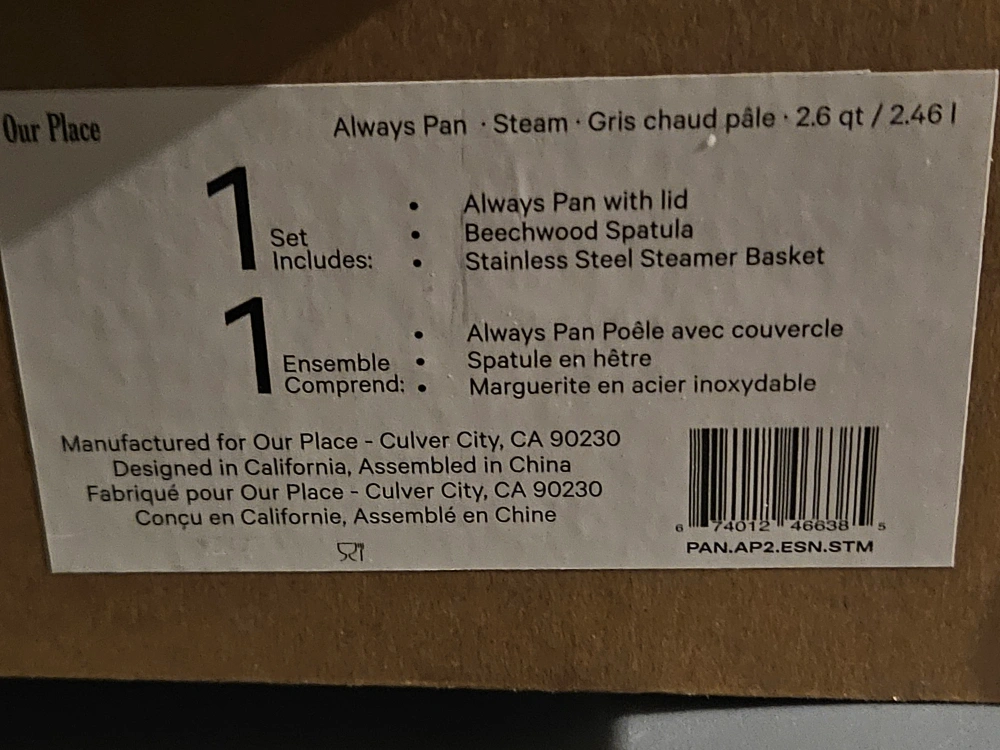 Our Place
Always Pan · Steam · Gris chaud pâle · 2.6 qt / 2.46 l
1 Set Includes:
• Always Pan with lid
• Beechwood Spatula
• Stainless Steel Steamer Basket
1 Ensemble Comprend:
• Always Pan Poêle avec couvercle
• Spatule en hêtre
• Marguerite en acier inoxydable
Manufactured for Our Place - Culver City, CA 90230
Designed in California, Assembled in China
Fabriqué pour Our Place - Culver City, CA 90230
Conçu en Californie, Assemblé en Chine
6 74012 46638 5
PAN.AP2.ESN.STM